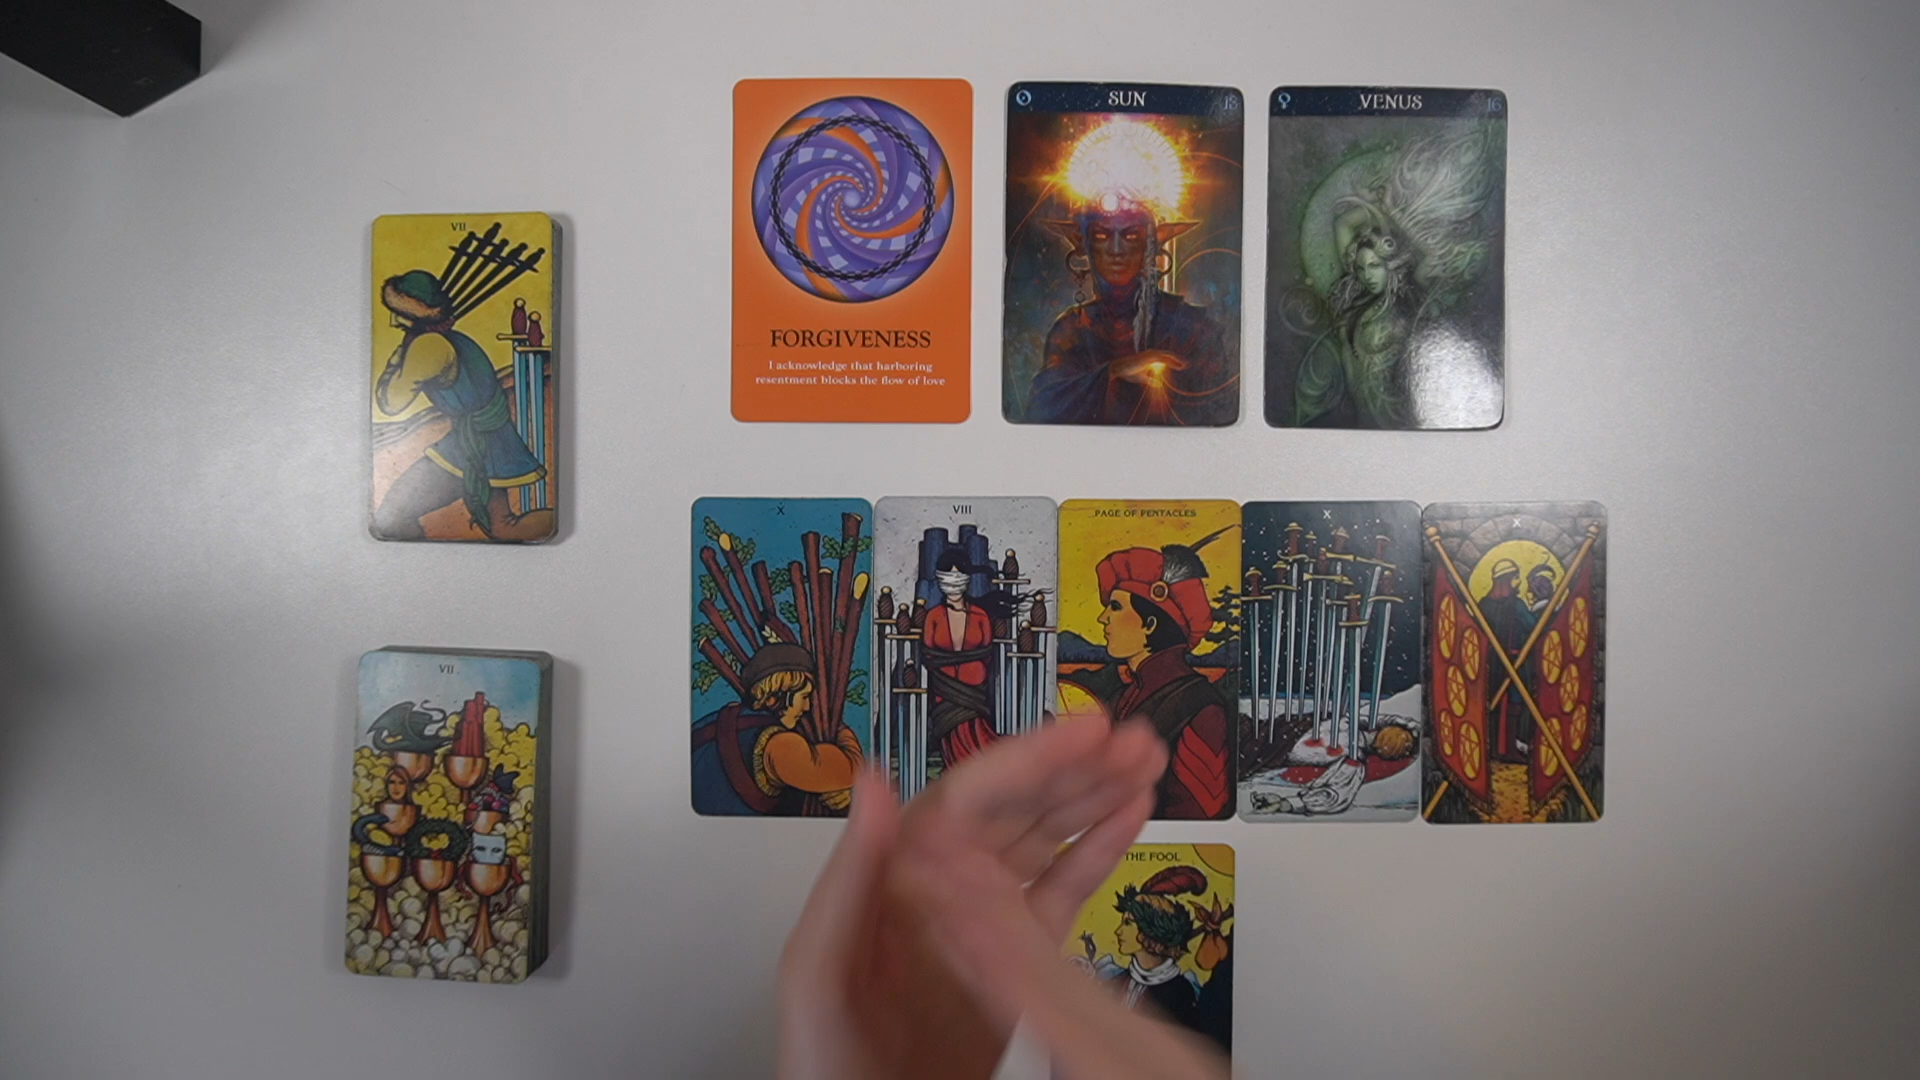 FORGIVENESS
I acknowledge that harboring
resentment blocks the flow of love
SUN
18
VENUS
16
VII
X
VIII
PAGE OF PENTACLES
X
X
THE FOOL
VII